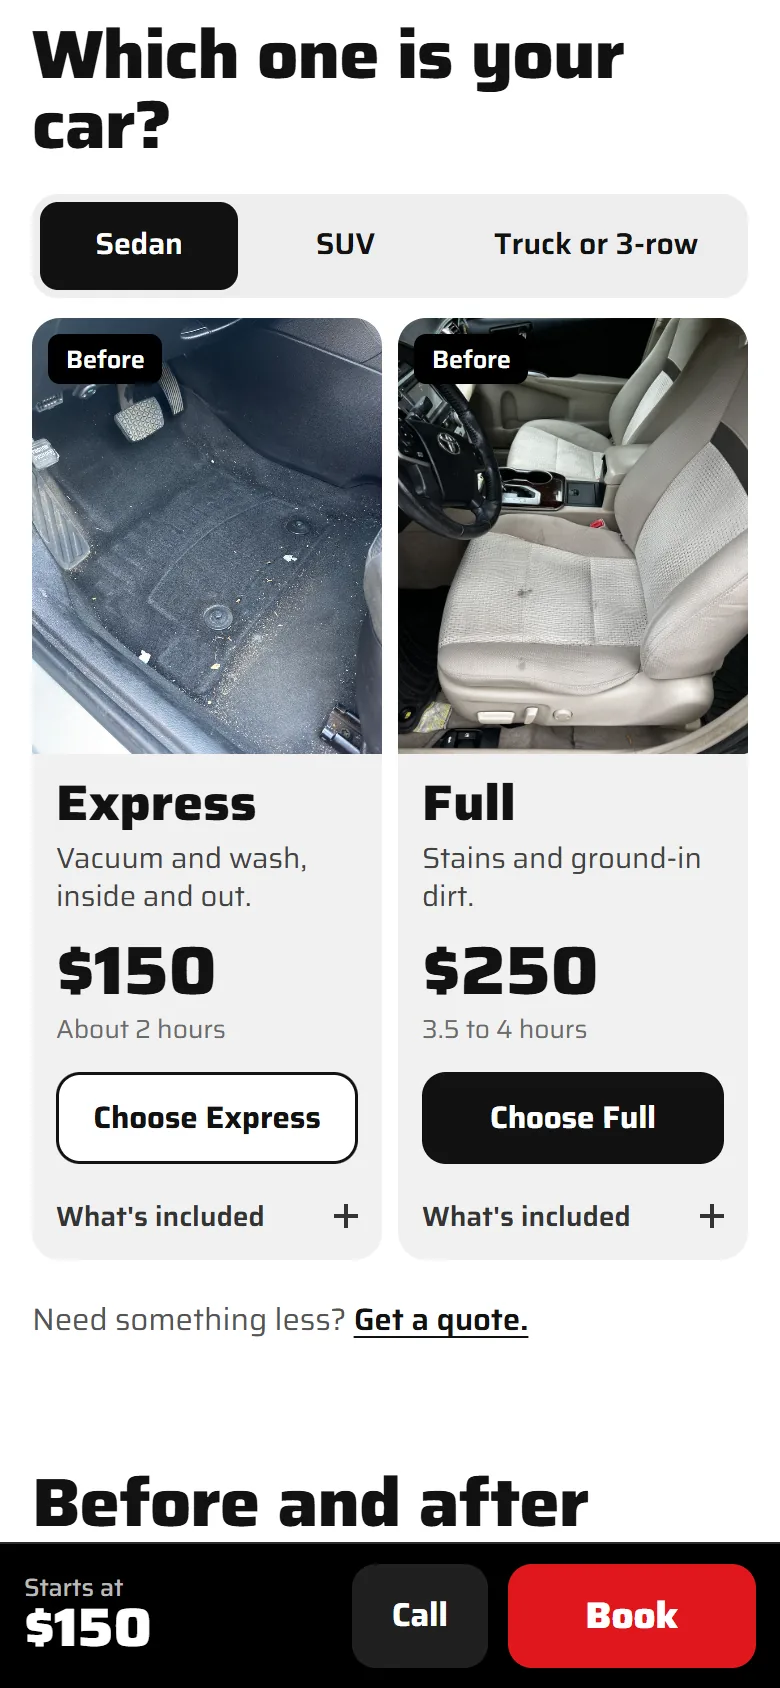 Which one is your
car?
Sedan
SUV
Truck or 3-row
Before
Before
Express
Vacuum and wash,
inside and out.
$150
About 2 hours
Choose Express
What's included
Full
Stains and ground-in
dirt.
$250
3.5 to 4 hours
Choose Full
What's included
Need something less? Get a quote.
Before and after
Starts at
$150
Call
Book